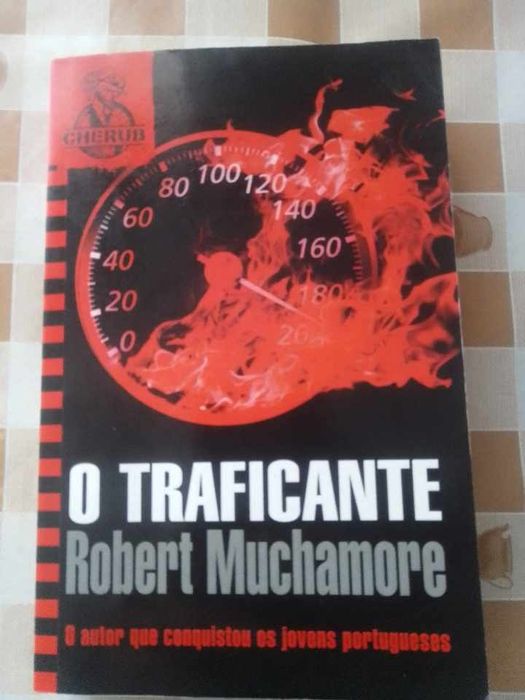 CHERUB
0
20
40
60
80
100
120
140
160
180
O TRAFICANTE
Robert Muchamore
O autor que conquistou os jovens portugueses